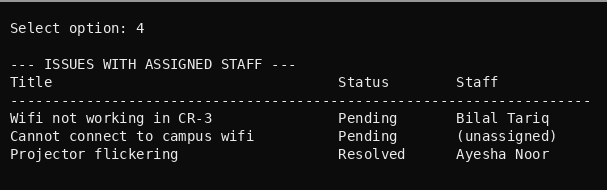 Select option: 4
--- ISSUES WITH ASSIGNED STAFF ---
Title Status Staff
---------------------------------------------------------------------
Wifi not working in CR-3 Pending Bilal Tariq
Cannot connect to campus wifi Pending (unassigned)
Projector flickering Resolved Ayesha Noor